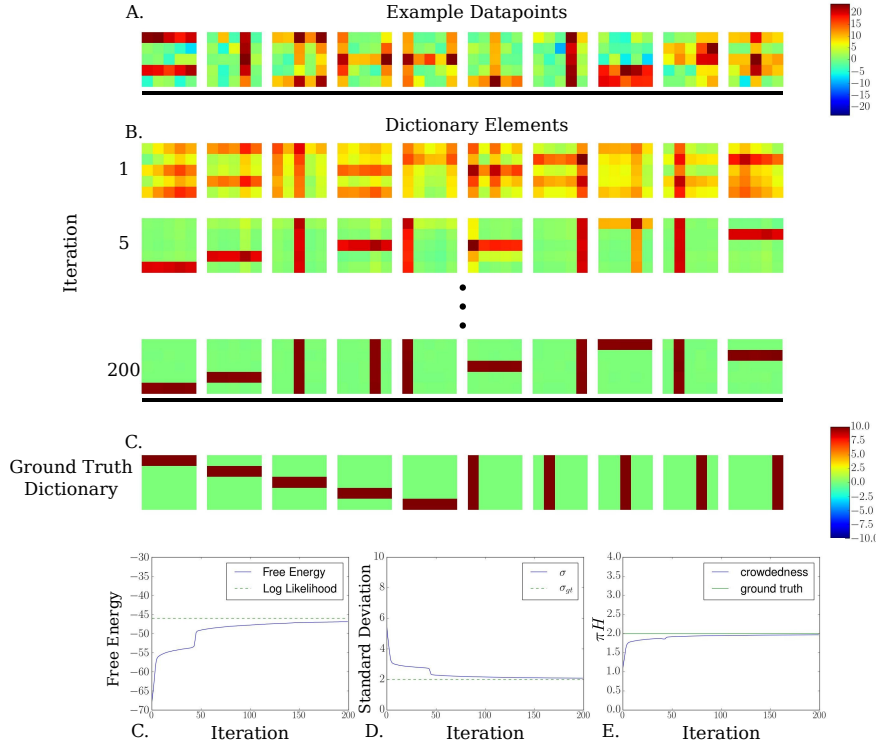 A.
Example Datapoints
20
15
10
5
0
−5
−10
−15
−20
B.
Dictionary Elements
Iteration
1
5
200
C.
Ground Truth
Dictionary
10.0
7.5
5.0
2.5
0.0
−2.5
−5.0
−7.5
−10.0
Free Energy
−30
−35
−40
−45
−50
−55
−60
−65
−70
0
50
100
150
200
Free Energy
Log Likelihood
C.
Iteration
Standard Deviation
10
8
6
4
2
0
0
50
100
150
200
σ
σgt
D.
Iteration
πH
4.0
3.5
3.0
2.5
2.0
1.5
1.0
0.5
0.0
0
50
100
150
200
crowdedness
ground truth
E.
Iteration